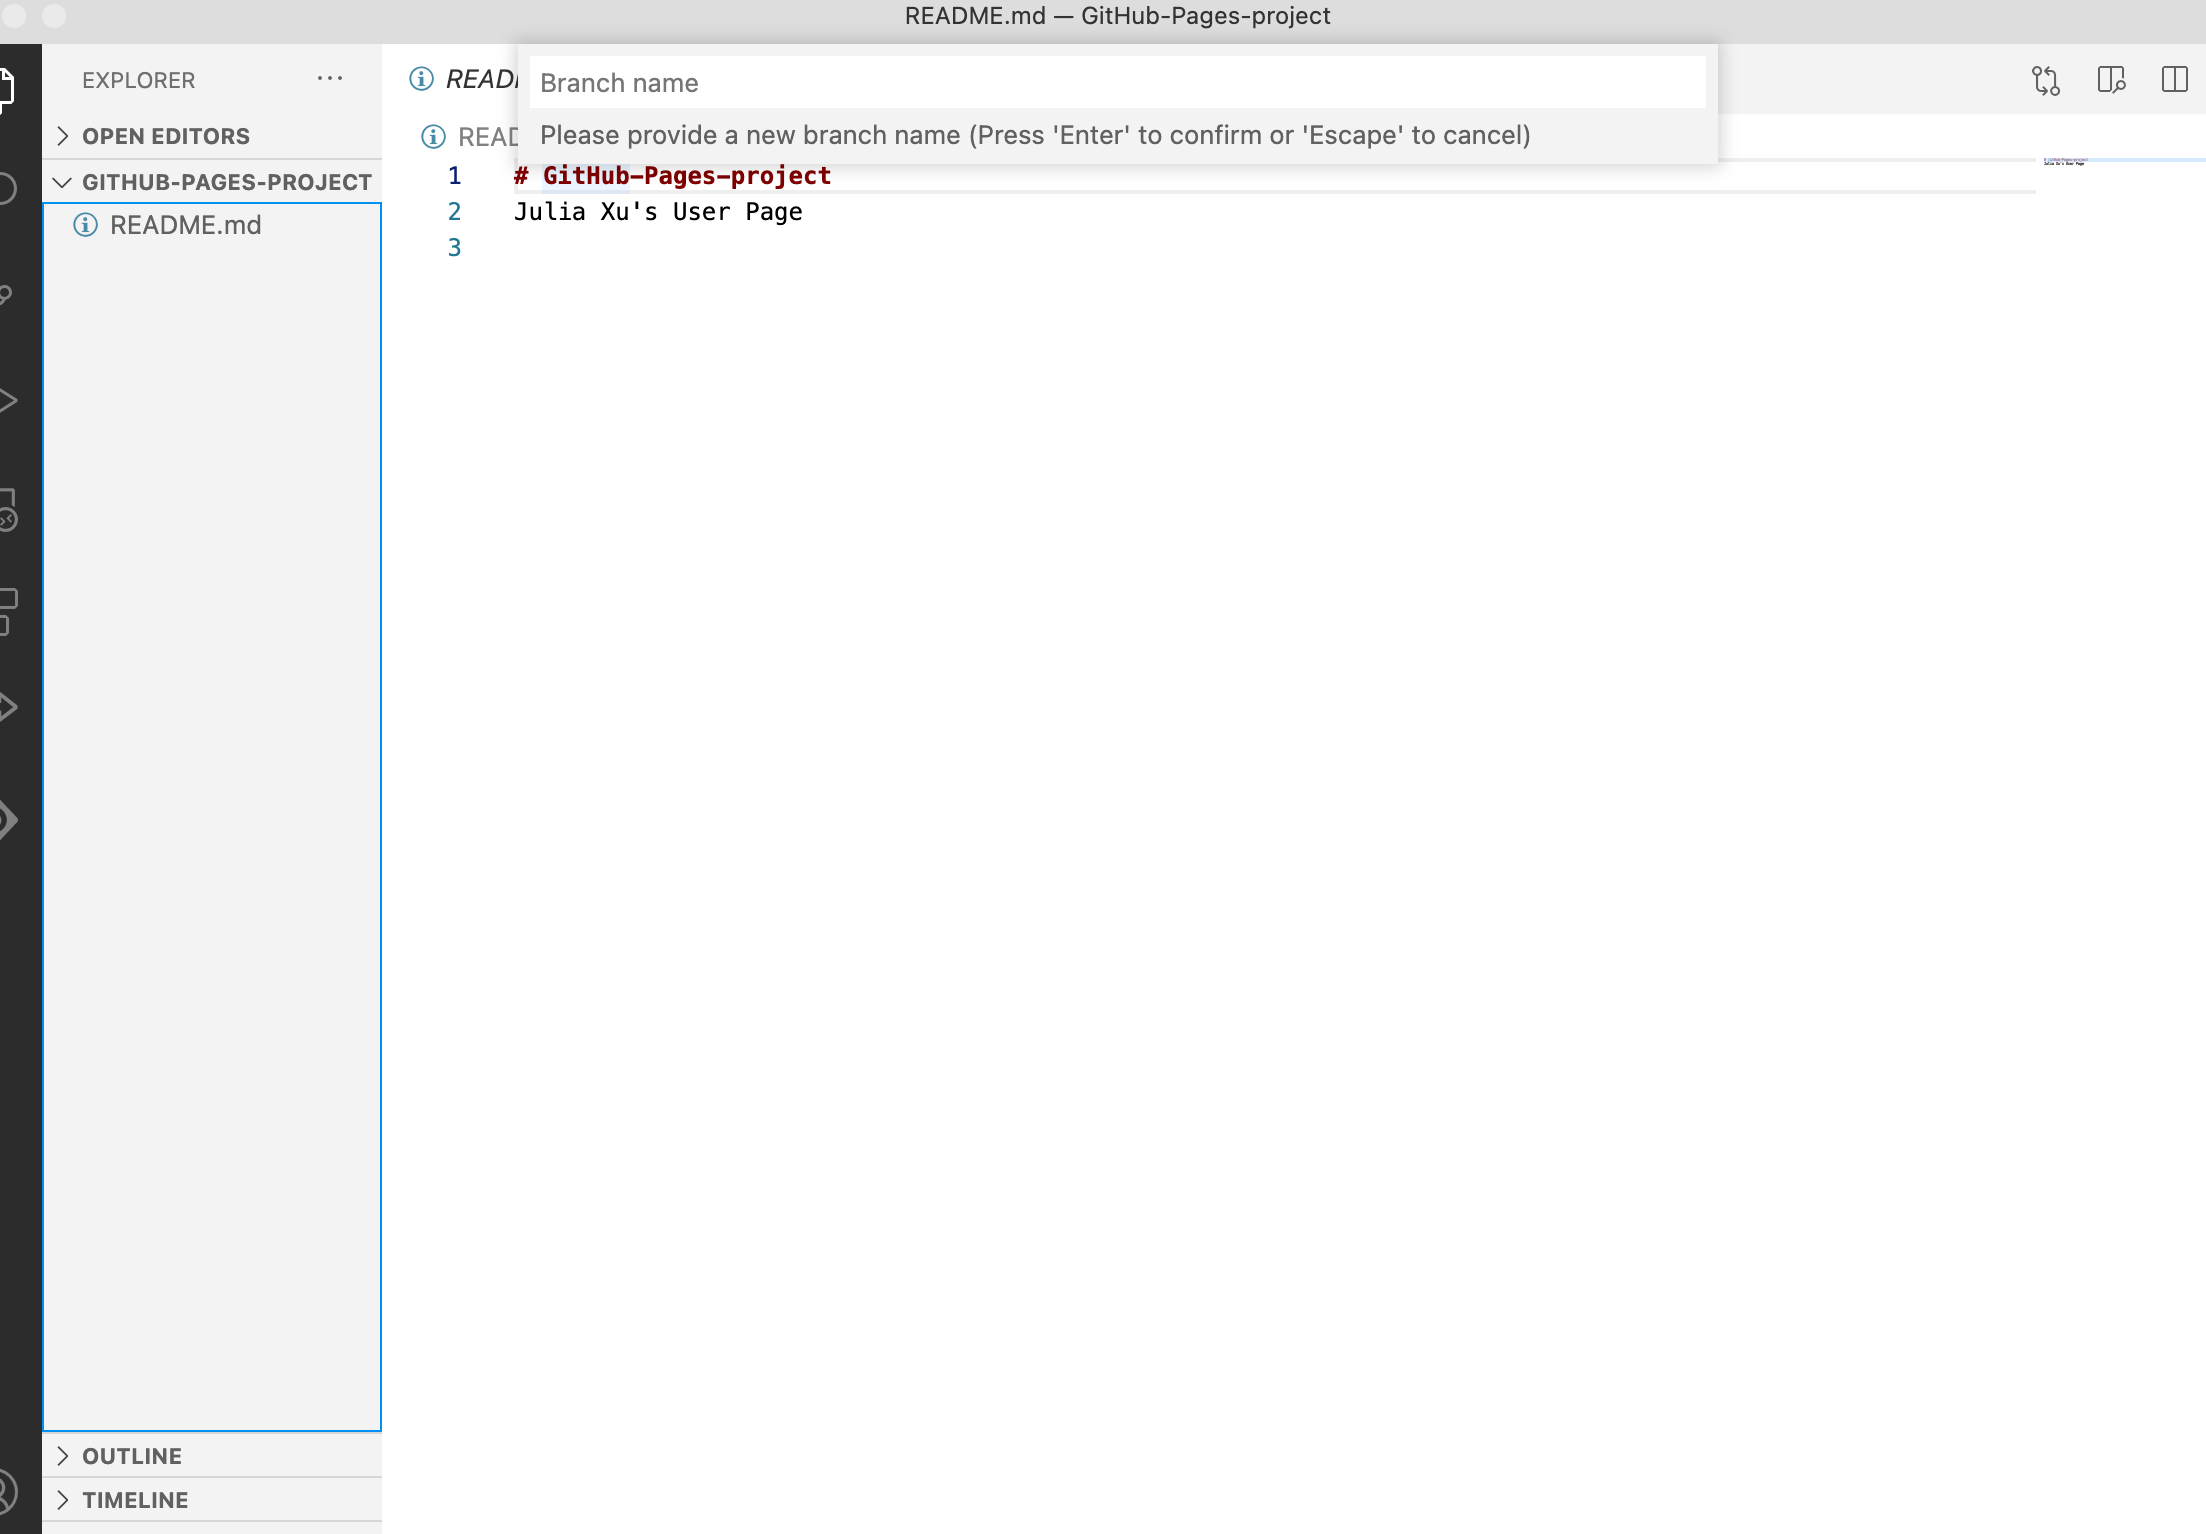 README.md — GitHub-Pages-project
EXPLORER
OPEN EDITORS
GITHUB-PAGES-PROJECT
README.md
OUTLINE
TIMELINE
READ
Branch name
READ
Please provide a new branch name (Press 'Enter' to confirm or 'Escape' to cancel)
1 # GitHub-Pages-project
2 Julia Xu's User Page
3